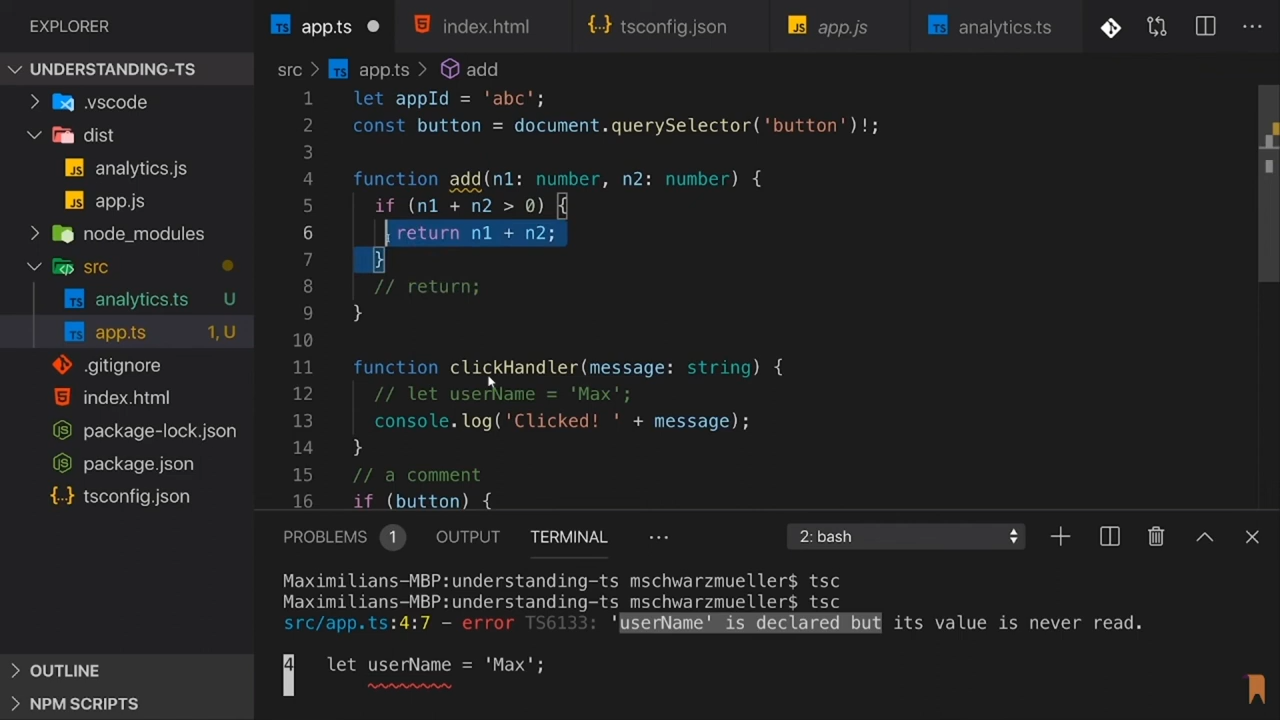 EXPLORER
app.ts
index.html
tsconfig.json
app.js
analytics.ts
UNDERSTANDING-TS
.vscode
dist
analytics.js
app.js
node_modules
src
analytics.ts U
app.ts 1, U
.gitignore
index.html
package-lock.json
package.json
tsconfig.json
OUTLINE
NPM SCRIPTS
src > app.ts > add
1 let appId = 'abc';
2 const button = document.querySelector('button')!;
3
4 function add(n1: number, n2: number) {
5 if (n1 + n2 > 0) {
6 return n1 + n2;
7 }
8 // return;
9 }
10
11 function clickHandler(message: string) {
12 // let userName = 'Max';
13 console.log('Clicked! ' + message);
14 }
15 // a comment
16 if (button) {
PROBLEMS 1 OUTPUT TERMINAL ··· 2: bash
Maximilians-MBP:understanding-ts mschwarzmueller$ tsc
Maximilians-MBP:understanding-ts mschwarzmueller$ tsc
src/app.ts:4:7 - error TS6133: 'userName' is declared but its value is never read.
4 let userName = 'Max';